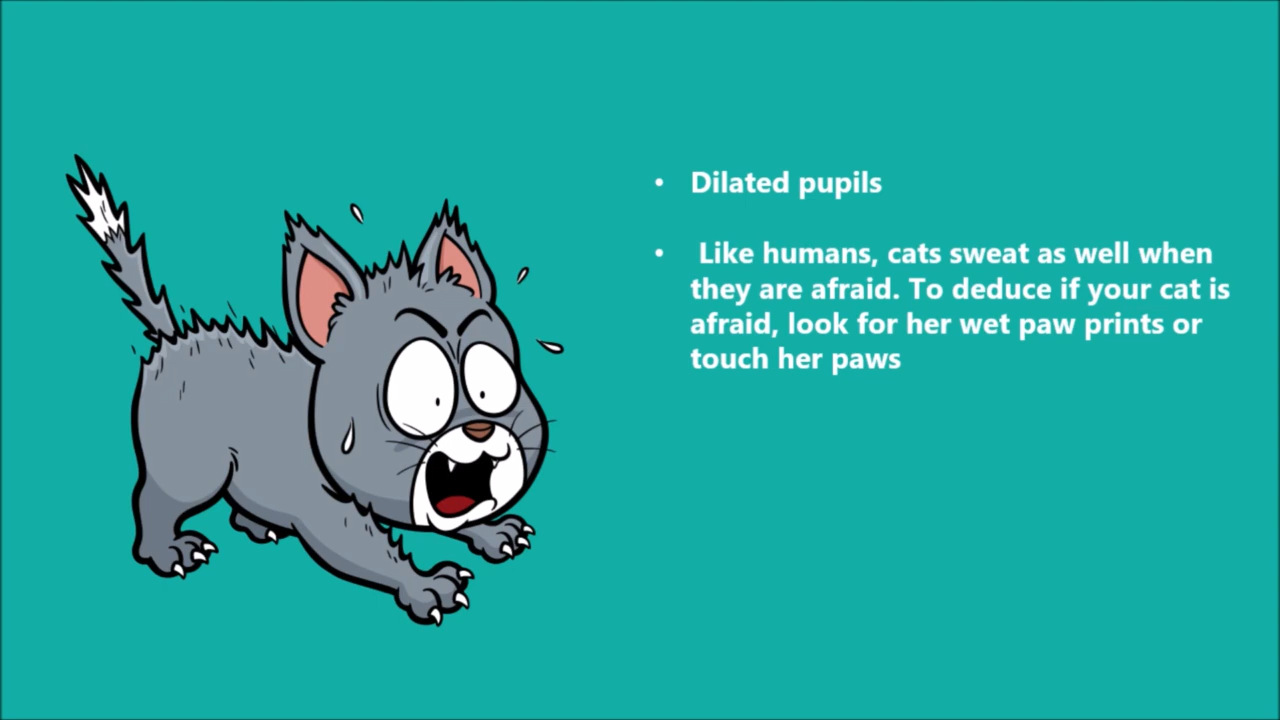 • Dilated pupils
• Like humans, cats sweat as well when
they are afraid. To deduce if your cat is
afraid, look for her wet paw prints or
touch her paws